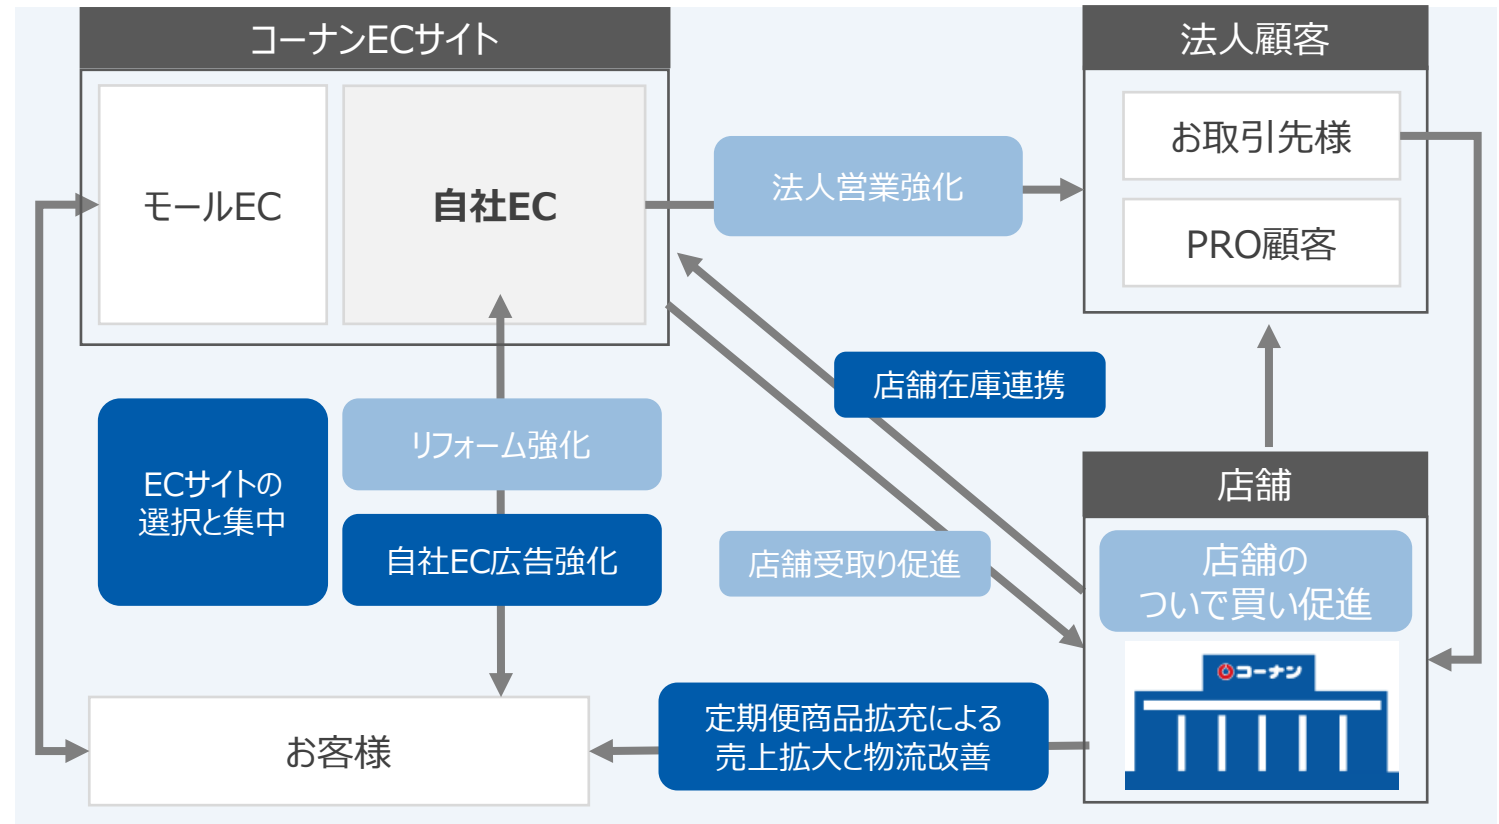 コーナンECサイト
モールEC
自社EC
法人営業強化
法人顧客
お取引先様
PRO顧客
店舗在庫連携
ECサイトの
選択と集中
リフォーム強化
自社EC広告強化
店舗受取り促進
店舗
店舗の
ついで買い促進
コーナン
お客様
定期便商品拡充による
売上拡大と物流改善